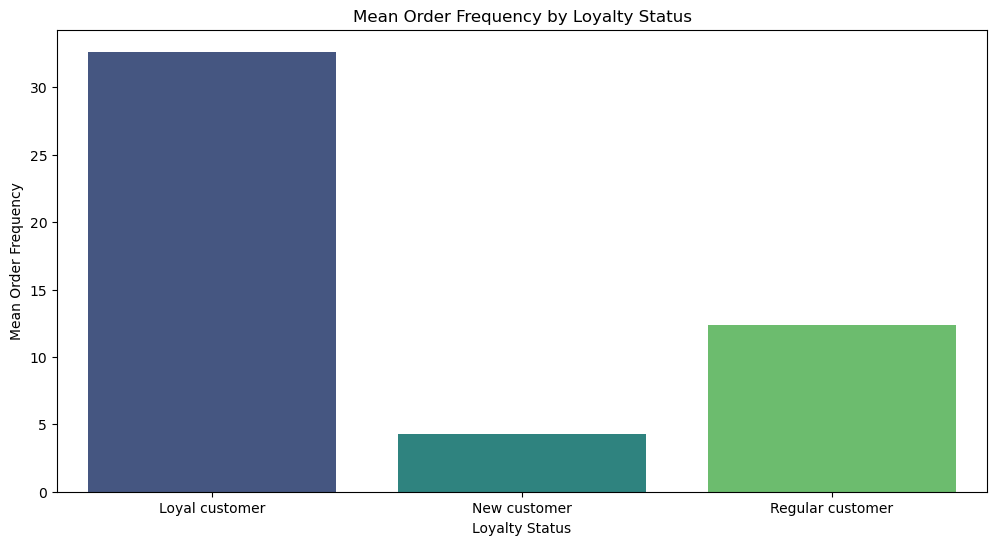 Mean Order Frequency by Loyalty Status
Mean Order Frequency
30
25
20
15
10
5
0
Loyal customer
New customer
Regular customer
Loyalty Status